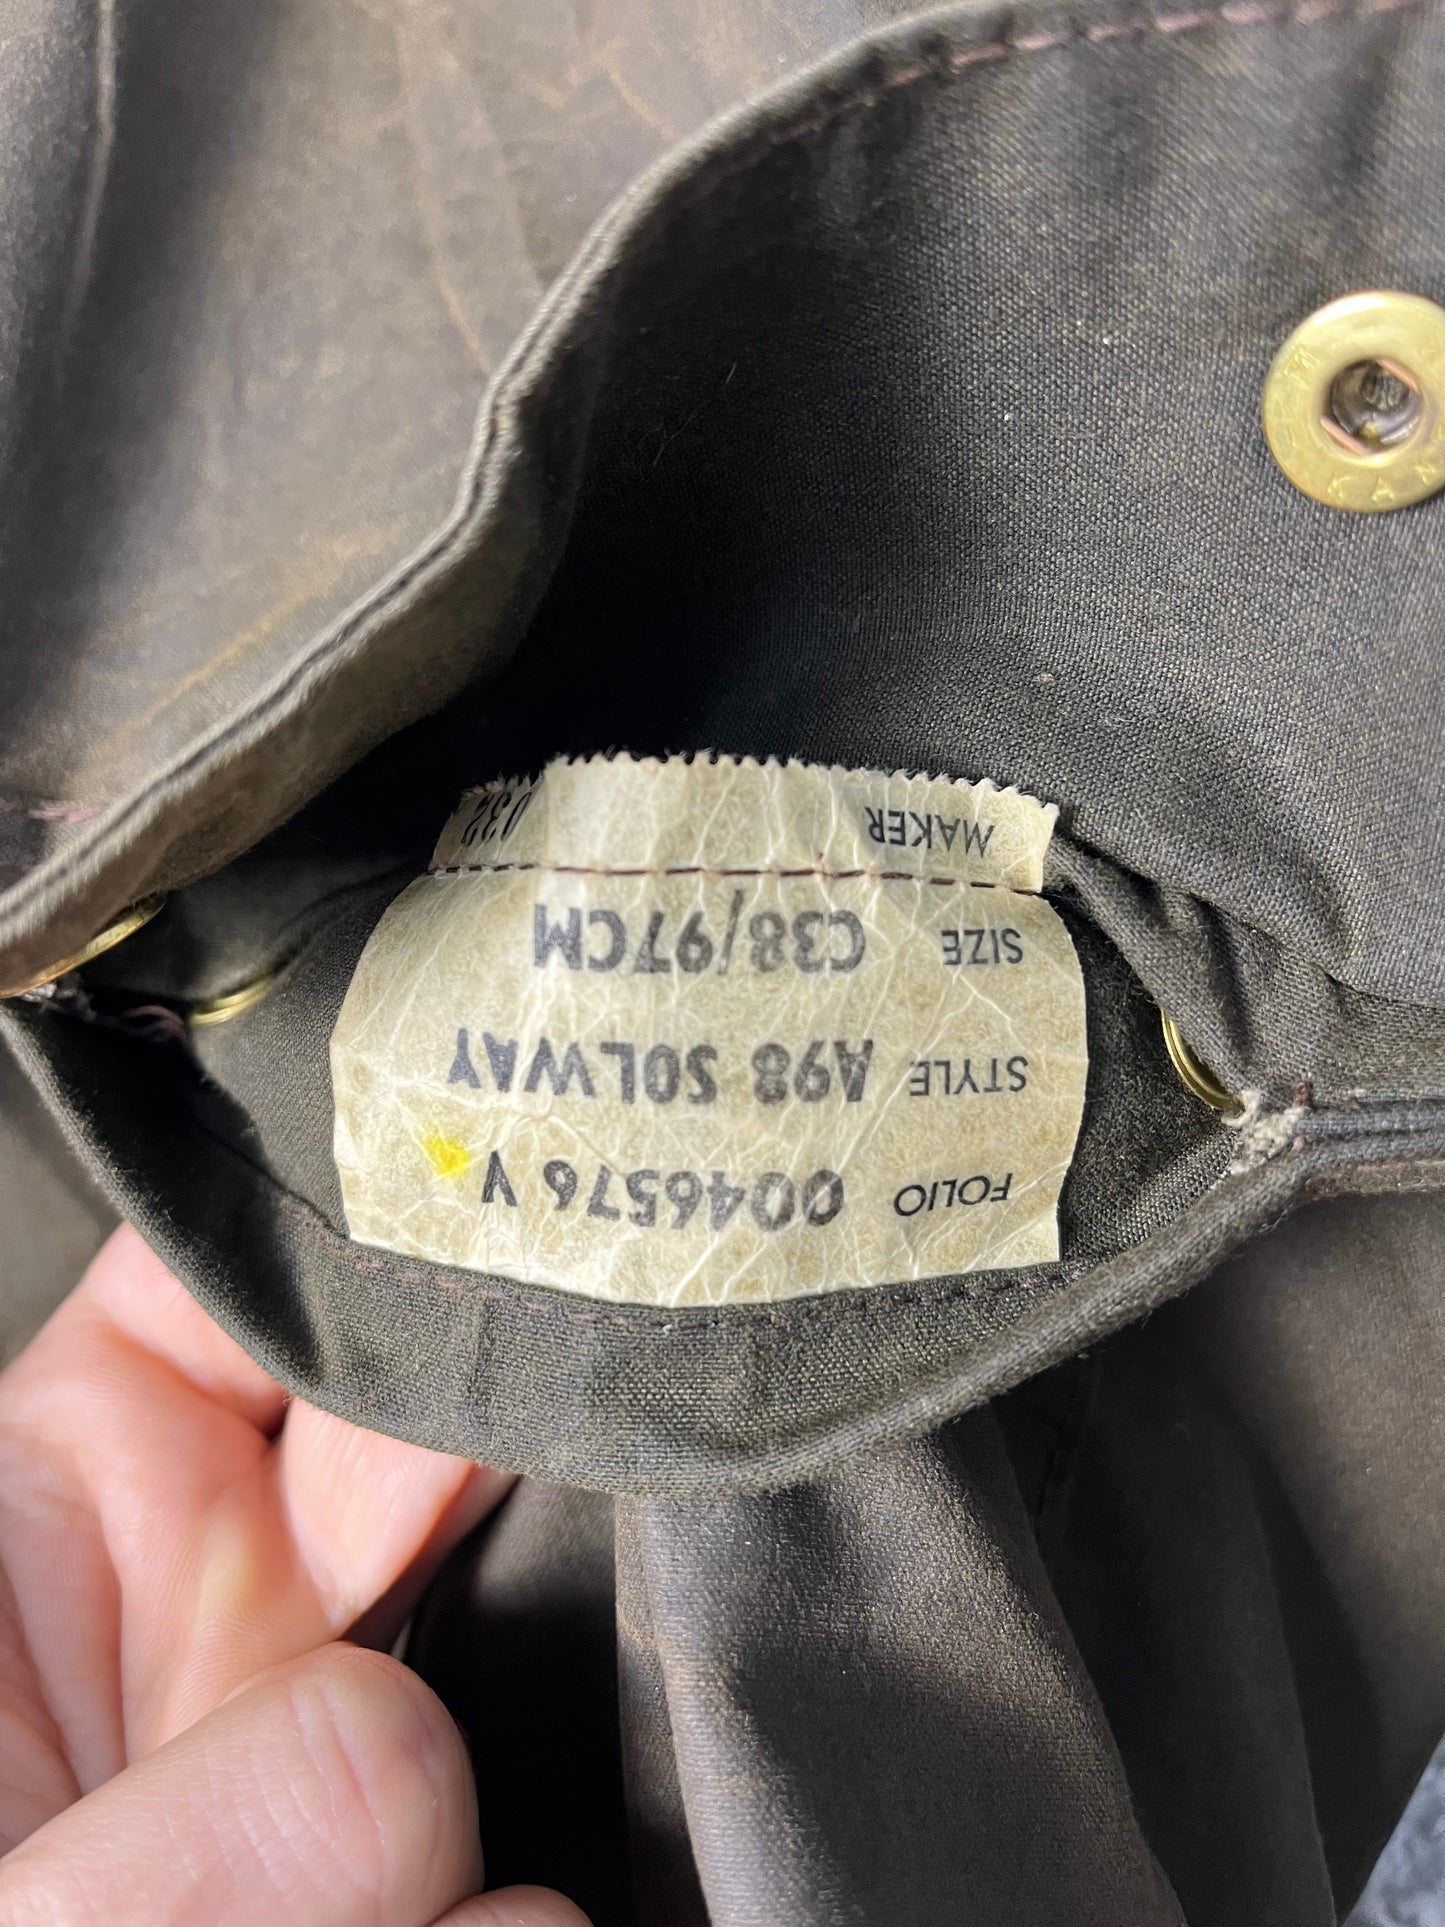 FOLIO 0046576 V
STYLE A98 SOLWAY
SIZE C38/97CM
MAKER